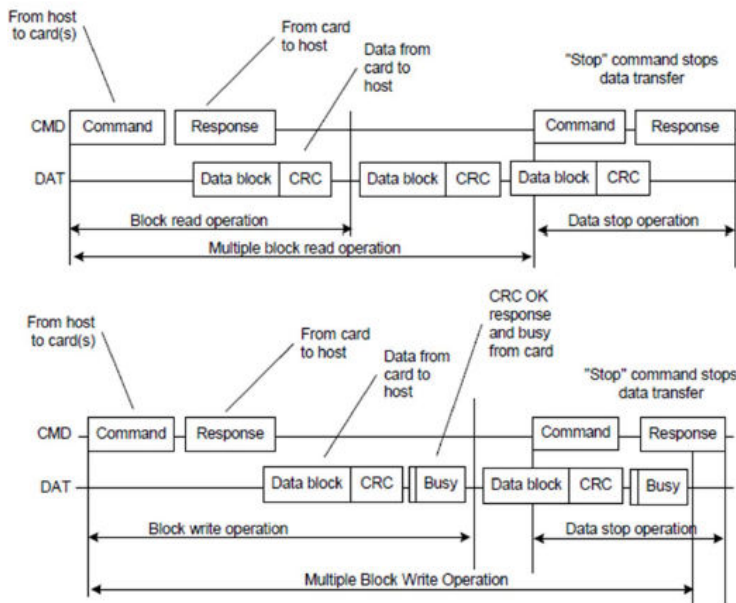 From host
to card(s)
From card
to host
Data from
card to
host
"Stop" command stops
data transfer
CMD Command Response Command Response
DAT Data block CRC Data block CRC Data block CRC
Block read operation Data stop operation
Multiple block read operation
CRC OK
response
and busy
from card
From host
to card(s)
From card
to host
Data from
card to
host
"Stop" command stops
data transfer
CMD Command Response Command Response
DAT Data block CRC Busy Data block CRC Busy
Block write operation Data stop operation
Multiple Block Write Operation